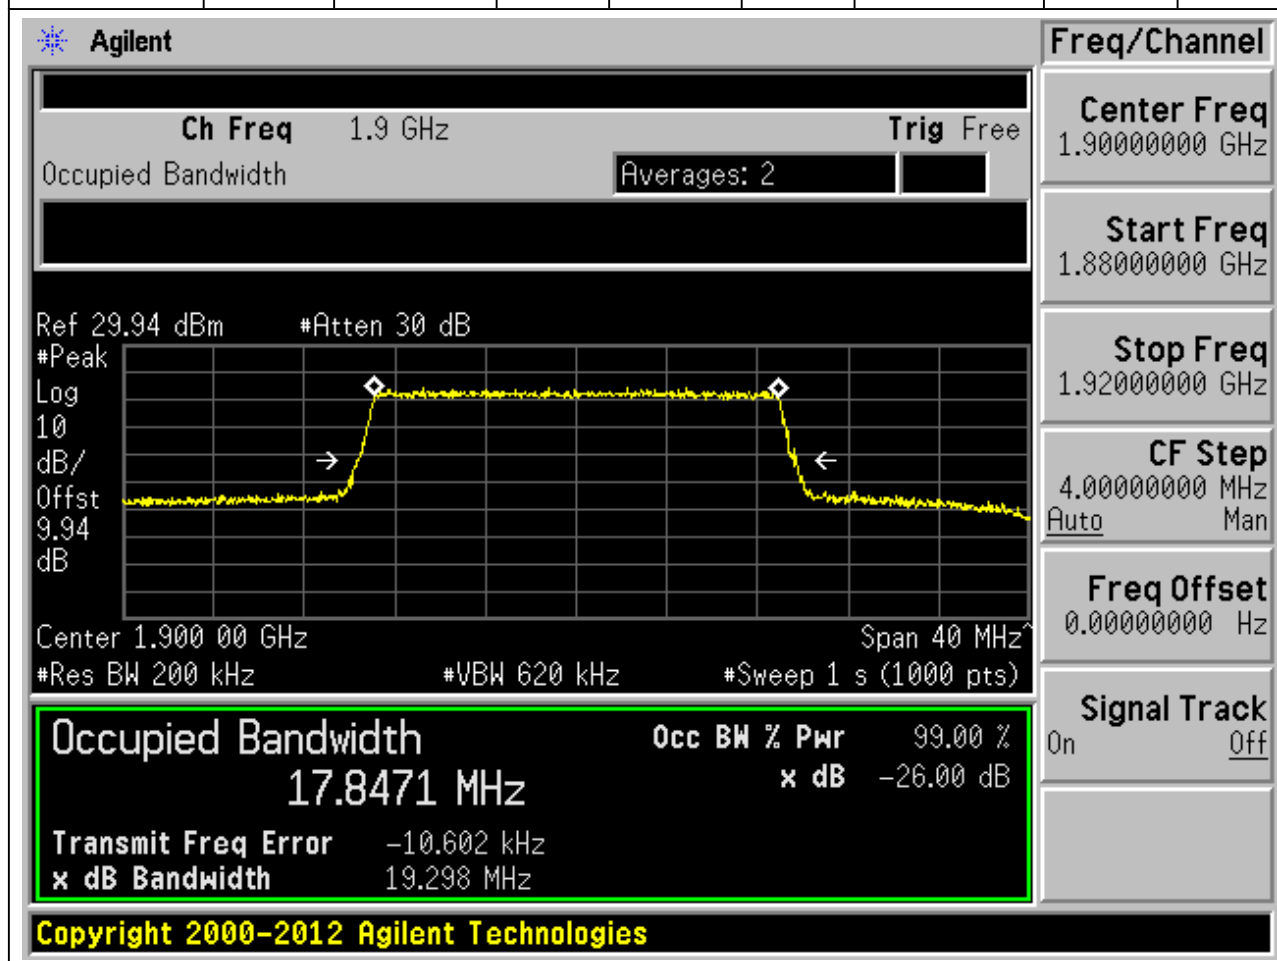 Agilent
Freq/Channel
Ch Freq 1.9 GHz Trig Free
Occupied Bandwidth Averages: 2
Center Freq
1.90000000 GHz
Start Freq
1.88000000 GHz
Stop Freq
1.92000000 GHz
CF Step
4.00000000 MHz
Auto Man
Freq Offset
0.00000000 Hz
Signal Track
On Off
Ref 29.94 dBm #Atten 30 dB
#Peak
Log
10
dB/
Offst
9.94
dB
Center 1.900 00 GHz Span 40 MHz^
#Res BW 200 kHz #VBW 620 kHz #Sweep 1 s (1000 pts)
Occupied Bandwidth Occ BW % Pwr 99.00 %
17.8471 MHz x dB -26.00 dB
Transmit Freq Error -10.602 kHz
x dB Bandwidth 19.298 MHz
Copyright 2000-2012 Agilent Technologies